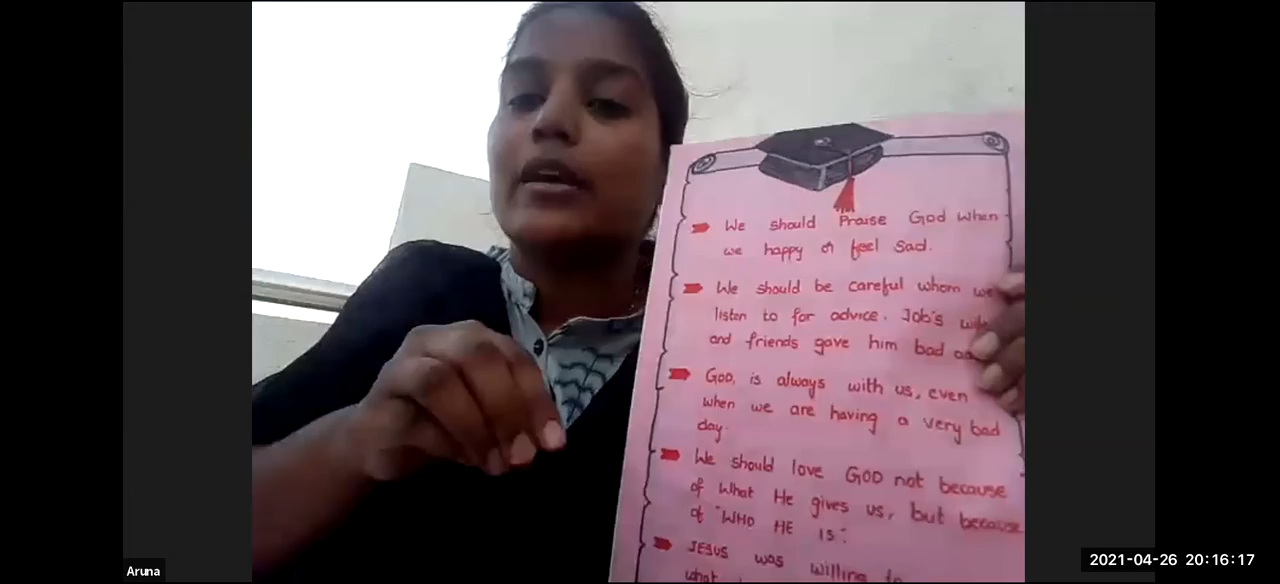 We should Praise God When
we happy or feel Sad.
We should be careful whom we
listen to for advice. Job's wife
and friends gave him bad
GOD, is always with us, even
when we are having a very bad
day.
We should love GOD not because
of What He gives us, but because
of "WHO HE IS".
JESUS was willing to
what
Aruna
2021-04-26 20:16:17